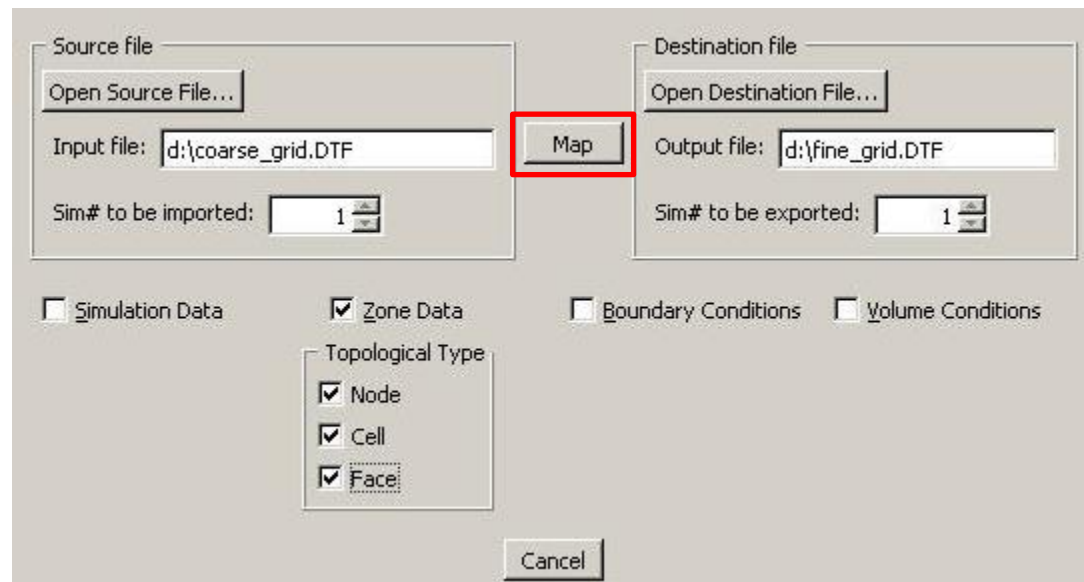 Source file
Open Source File...
Input file: d:\coarse_grid.DTF
Sim# to be imported: 1
Map
Destination file
Open Destination File...
Output file: d:\fine_grid.DTF
Sim# to be exported: 1
Simulation Data
Zone Data
Boundary Conditions
Volume Conditions
Topological Type
Node
Cell
Face
Cancel